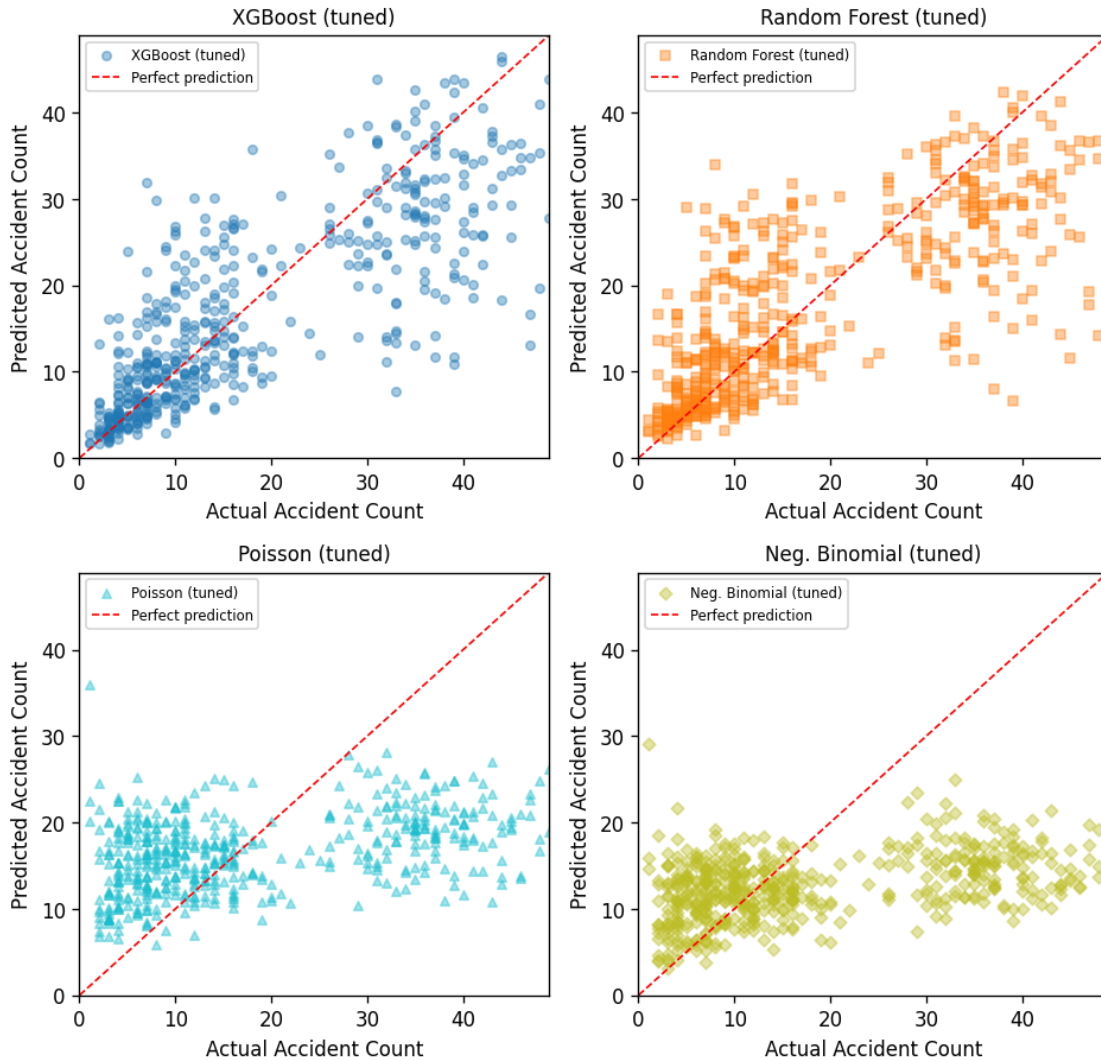 XGBoost (tuned)
XGBoost (tuned)
Perfect prediction
Predicted Accident Count
40
30
20
10
0
0 10 20 30 40
Actual Accident Count
Random Forest (tuned)
Random Forest (tuned)
Perfect prediction
Predicted Accident Count
40
30
20
10
0
0 10 20 30 40
Actual Accident Count
Poisson (tuned)
Poisson (tuned)
Perfect prediction
Predicted Accident Count
40
30
20
10
0
0 10 20 30 40
Actual Accident Count
Neg. Binomial (tuned)
Neg. Binomial (tuned)
Perfect prediction
Predicted Accident Count
40
30
20
10
0
0 10 20 30 40
Actual Accident Count